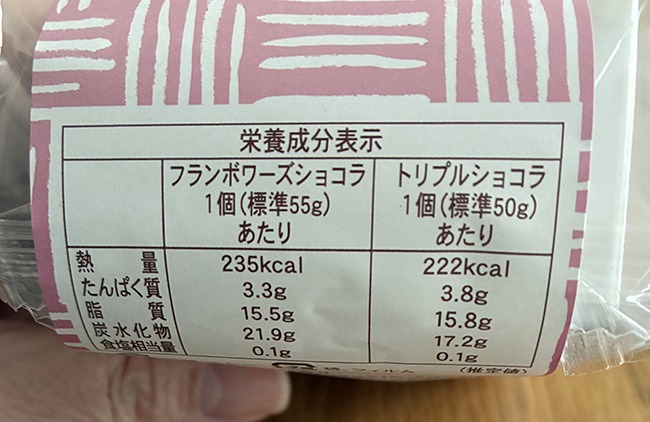 栄養成分表示
フランボワーズショコラ トリプルショコラ
1個(標準55g) 1個(標準50g)
あたり あたり
熱量 235kcal 222kcal
たんぱく質 3.3g 3.8g
脂質 15.5g 15.8g
炭水化物 21.9g 17.2g
食塩相当量 0.1g 0.1g
(推定値)